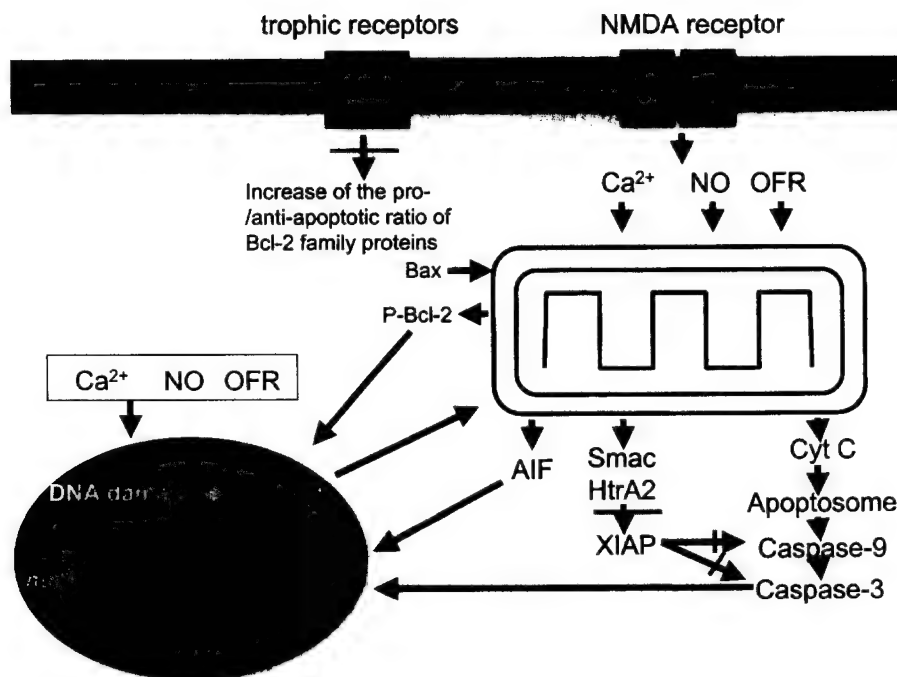 trophic receptors
NMDA receptor
Increase of the pro-
/anti-apoptotic ratio of
Bcl-2 family proteins
Ca²⁺ NO OFR
Bax
P-Bcl-2
Ca²⁺ NO OFR
DNA
AIF
Smac
HtrA2
XIAP
Cyt C
Apoptosome
Caspase-9
Caspase-3